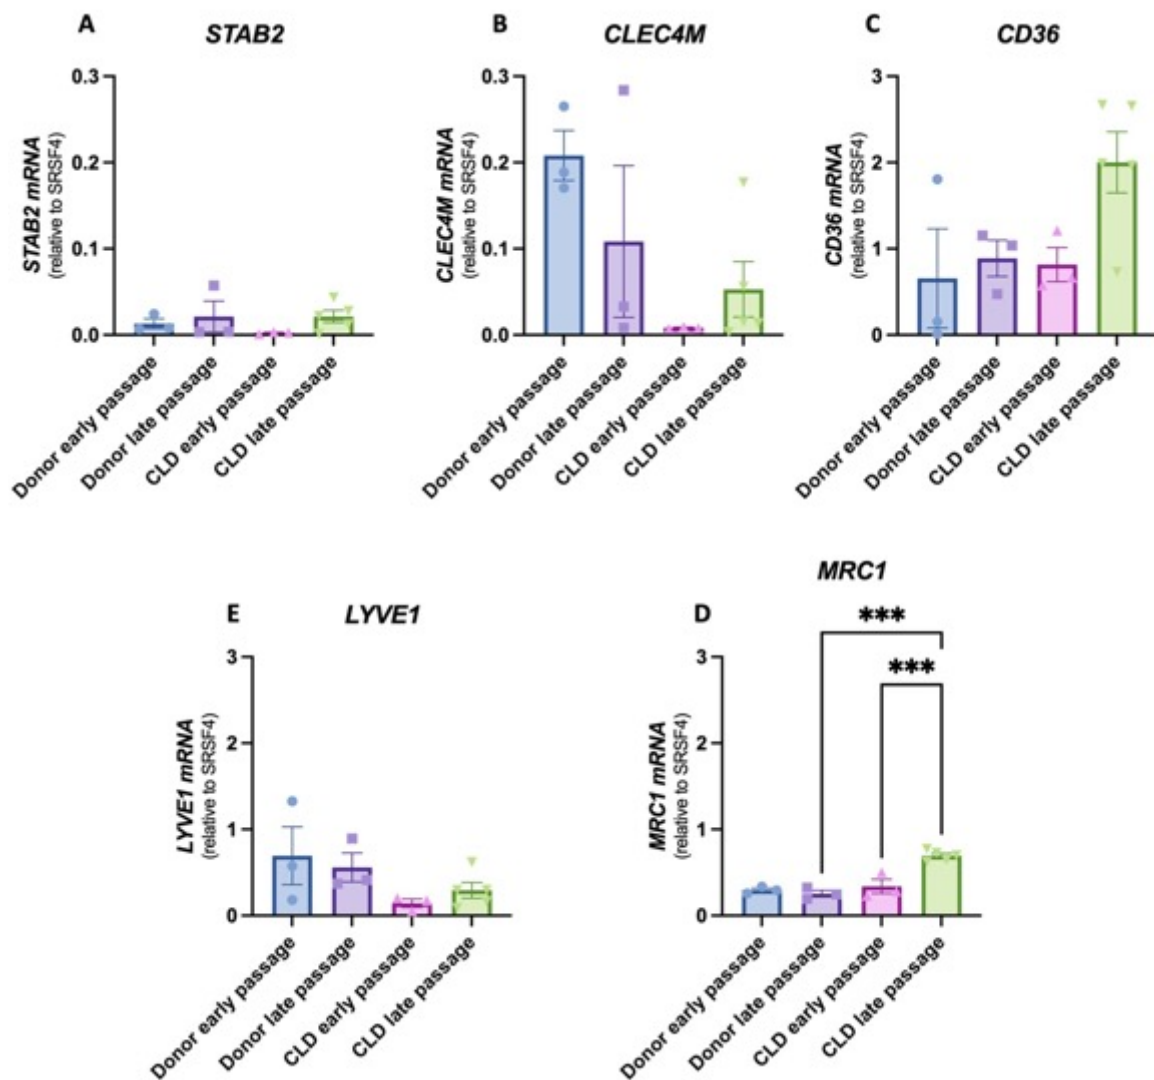 A
STAB2
STAB2 mRNA
(relative to SRSF4)
0.3
0.2
0.1
0.0
Donor early passage
Donor late passage
CLD early passage
CLD late passage
B
CLEC4M
CLEC4M mRNA
(relative to SRSF4)
0.3
0.2
0.1
0.0
Donor early passage
Donor late passage
CLD early passage
CLD late passage
C
CD36
CD36 mRNA
(relative to SRSF4)
3
2
1
0
Donor early passage
Donor late passage
CLD early passage
CLD late passage
E
LYVE1
LYVE1 mRNA
(relative to SRSF4)
3
2
1
0
Donor early passage
Donor late passage
CLD early passage
CLD late passage
D
MRC1
***
***
MRC1 mRNA
(relative to SRSF4)
3
2
1
0
Donor early passage
Donor late passage
CLD early passage
CLD late passage